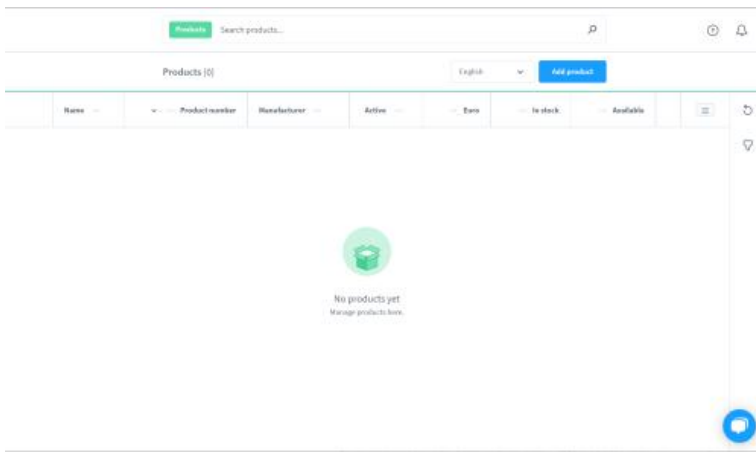 Products Search products...
Products (0) English Add product
Name Product number Manufacturer Active Euro In stock Available
No products yet
Manage products here.